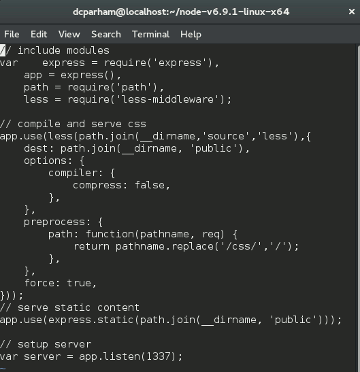 dcparham@localhost:~/node-v6.9.1-linux-x64
File Edit View Search Terminal Help
// include modules
var    express = require('express'),
    app = express(),
    path = require('path'),
    less = require('less-middleware');

// compile and serve css
app.use(less(path.join(__dirname,'source','less'),{
    dest: path.join(__dirname, 'public'),
    options: {
        compiler: {
            compress: false,
        },
    },
    preprocess: {
        path: function(pathname, req) {
            return pathname.replace('/css/','/');
        },
    },
    force: true,
}));
// serve static content
app.use(express.static(path.join(__dirname, 'public')));

// setup server
var server = app.listen(1337);